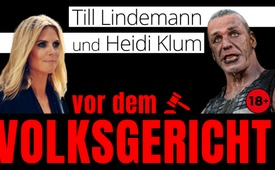 Till Lindemann
und Heidi Klum
vor dem
18+
VOLKSGERICHT